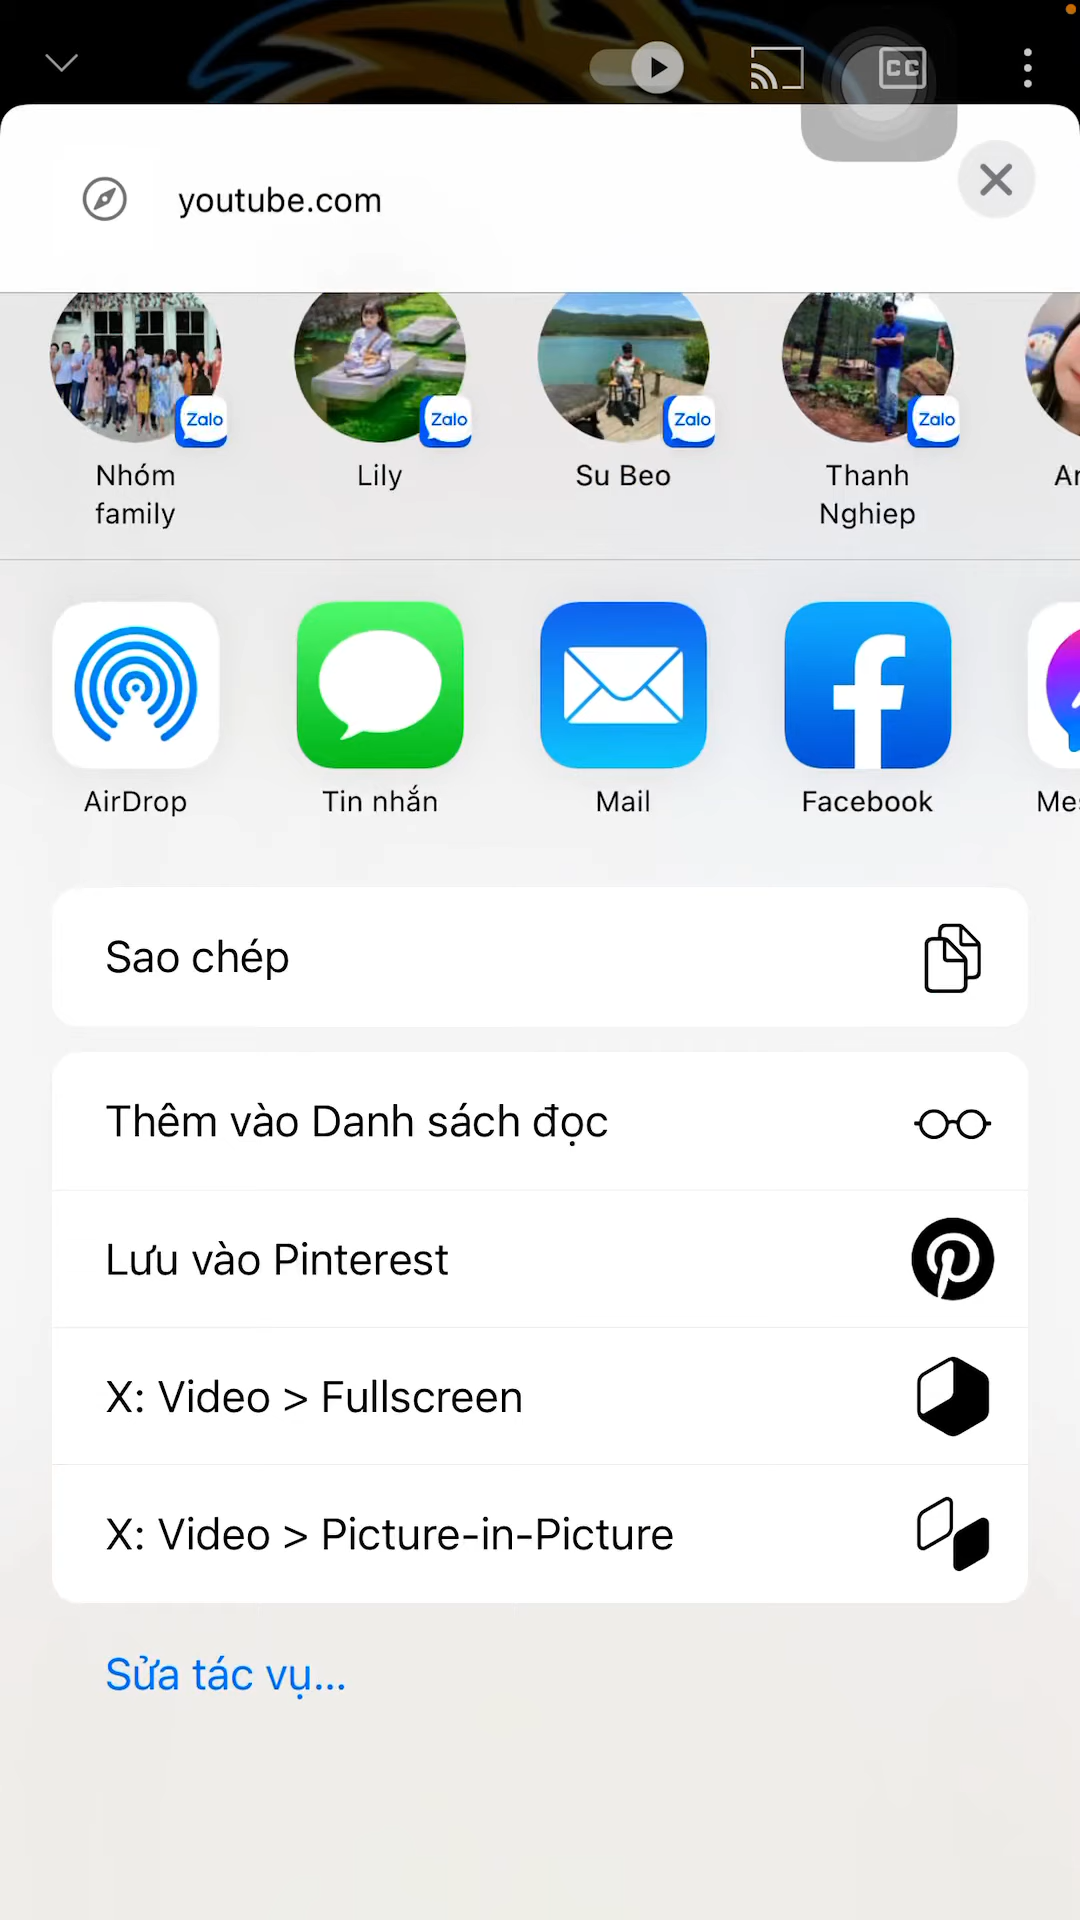 CC
youtube.com
Zalo
Zalo
Zalo
Zalo
Nhóm
family
Lily
Su Beo
Thanh
Nghiep
AirDrop
Tin nhắn
Mail
Facebook
Sao chép
Thêm vào Danh sách đọc
Lưu vào Pinterest
X: Video > Fullscreen
X: Video > Picture-in-Picture
Sửa tác vụ...